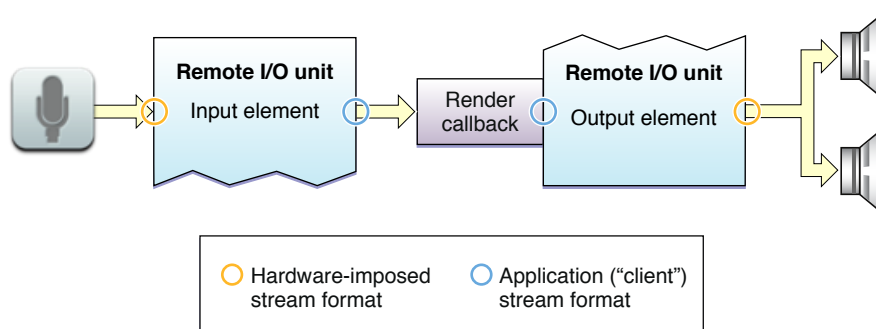 Remote I/O unit
Input element
Render
callback
Remote I/O unit
Output element
Hardware-imposed
stream format
Application (“client”)
stream format